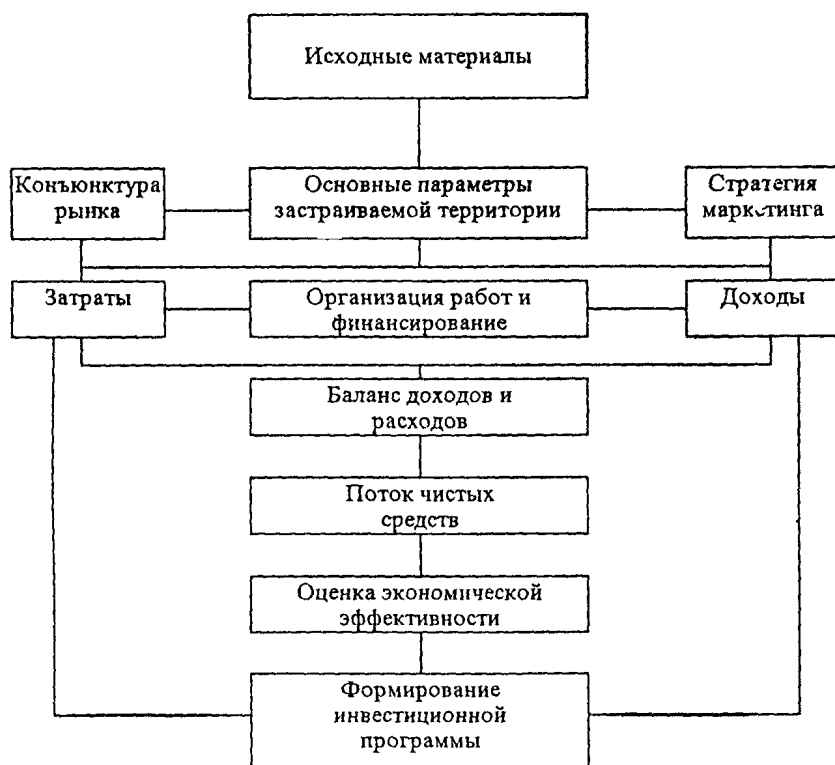 Исходные материалы
Конъюнктура
рынка
Основные параметры
застраиваемой территории
Стратегия
маркетинга
Затраты
Организация работ и
финансирование
Доходы
Баланс доходов и
расходов
Поток чистых
средств
Оценка экономической
эффективности
Формирование
инвестиционной
программы